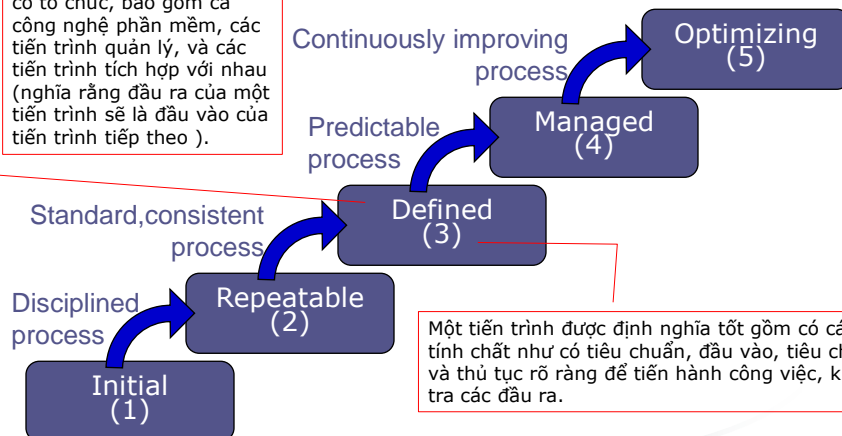 có tổ chức, bao gồm cả
công nghệ phần mềm, các
tiến trình quản lý, và các
tiến trình tích hợp với nhau
(nghĩa rằng đầu ra của một
tiến trình sẽ là đầu vào của
tiến trình tiếp theo ).
Continuously improving
process
Optimizing
(5)
Predictable
process
Managed
(4)
Standard,consistent
process
Defined
(3)
Disciplined
process
Repeatable
(2)
Initial
(1)
Một tiến trình được định nghĩa tốt gồm có
tính chất như có tiêu chuẩn, đầu vào, tiêu
và thủ tục rõ ràng để tiến hành công việc,
tra các đầu ra.